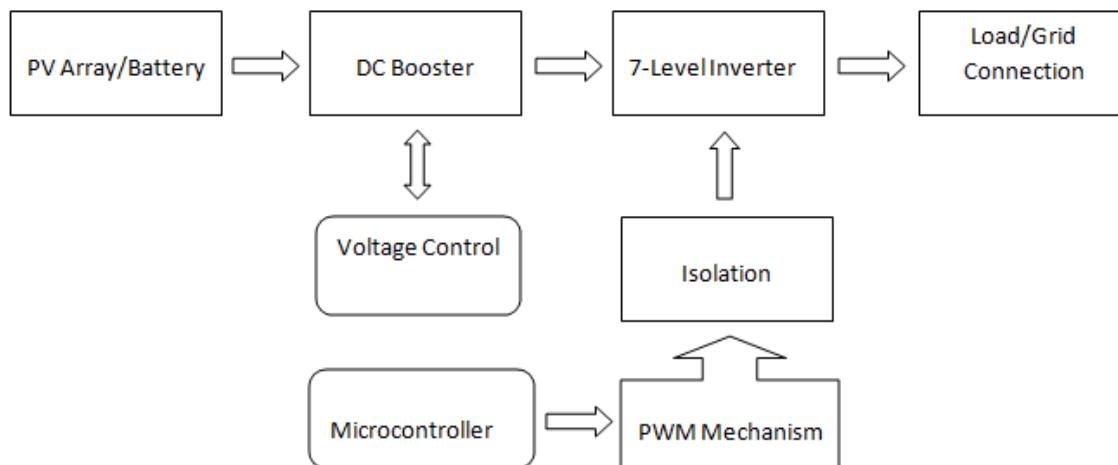 PV Array/Battery
DC Booster
7-Level Inverter
Load/Grid
Connection
Voltage Control
Isolation
Microcontroller
PWM Mechanism